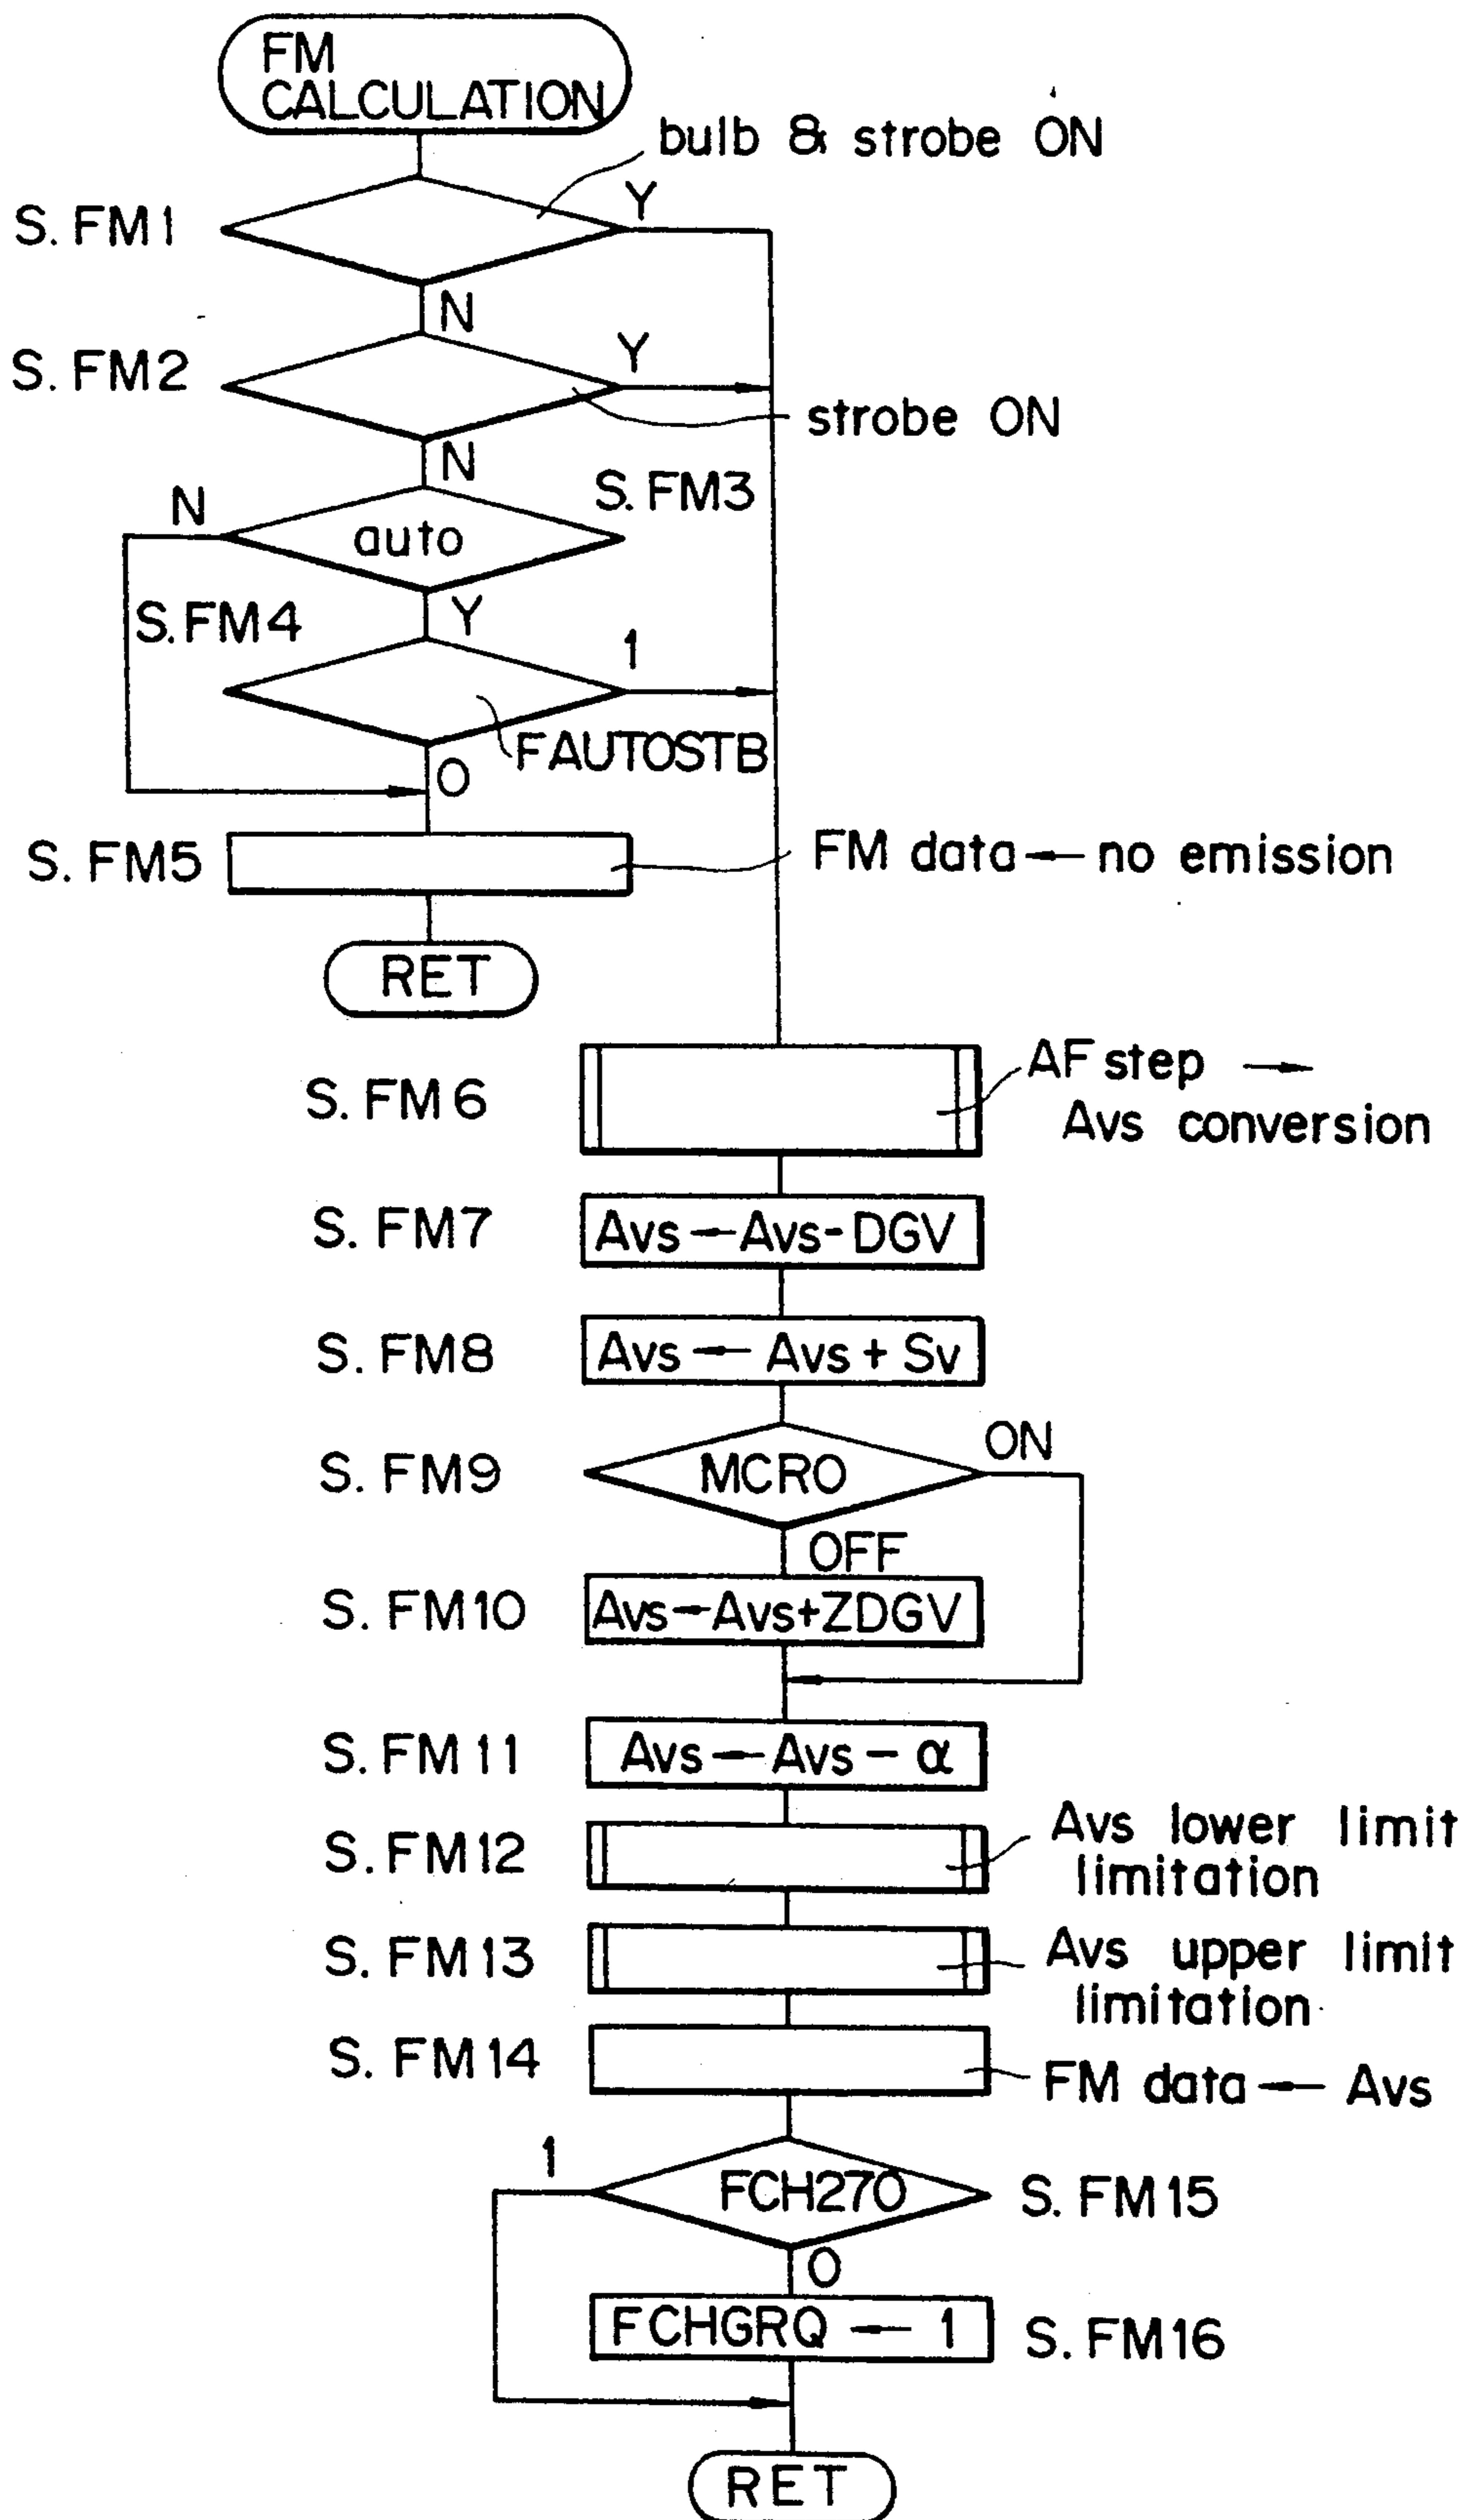 FM
CALCULATION
bulb & strobe ON
S. FM1
Y
N
S. FM2
Y
strobe ON
N
S. FM3
N
auto
S.FM4
Y
1
FAUTOSTB
0
S. FM5
FM data ← no emission
RET
S. FM6
AF step →
Avs conversion
S. FM7
Avs ← Avs - DGV
S. FM8
Avs ← Avs + Sv
S. FM9
MCRO
ON
OFF
S. FM10
Avs ← Avs+ZDGV
S. FM11
Avs ← Avs - α
S. FM12
Avs lower limit
limitation
S. FM13
Avs upper limit
limitation
S. FM14
FM data ← Avs
1
FCH270
S. FM15
0
FCHGRQ ← 1
S. FM16
RET